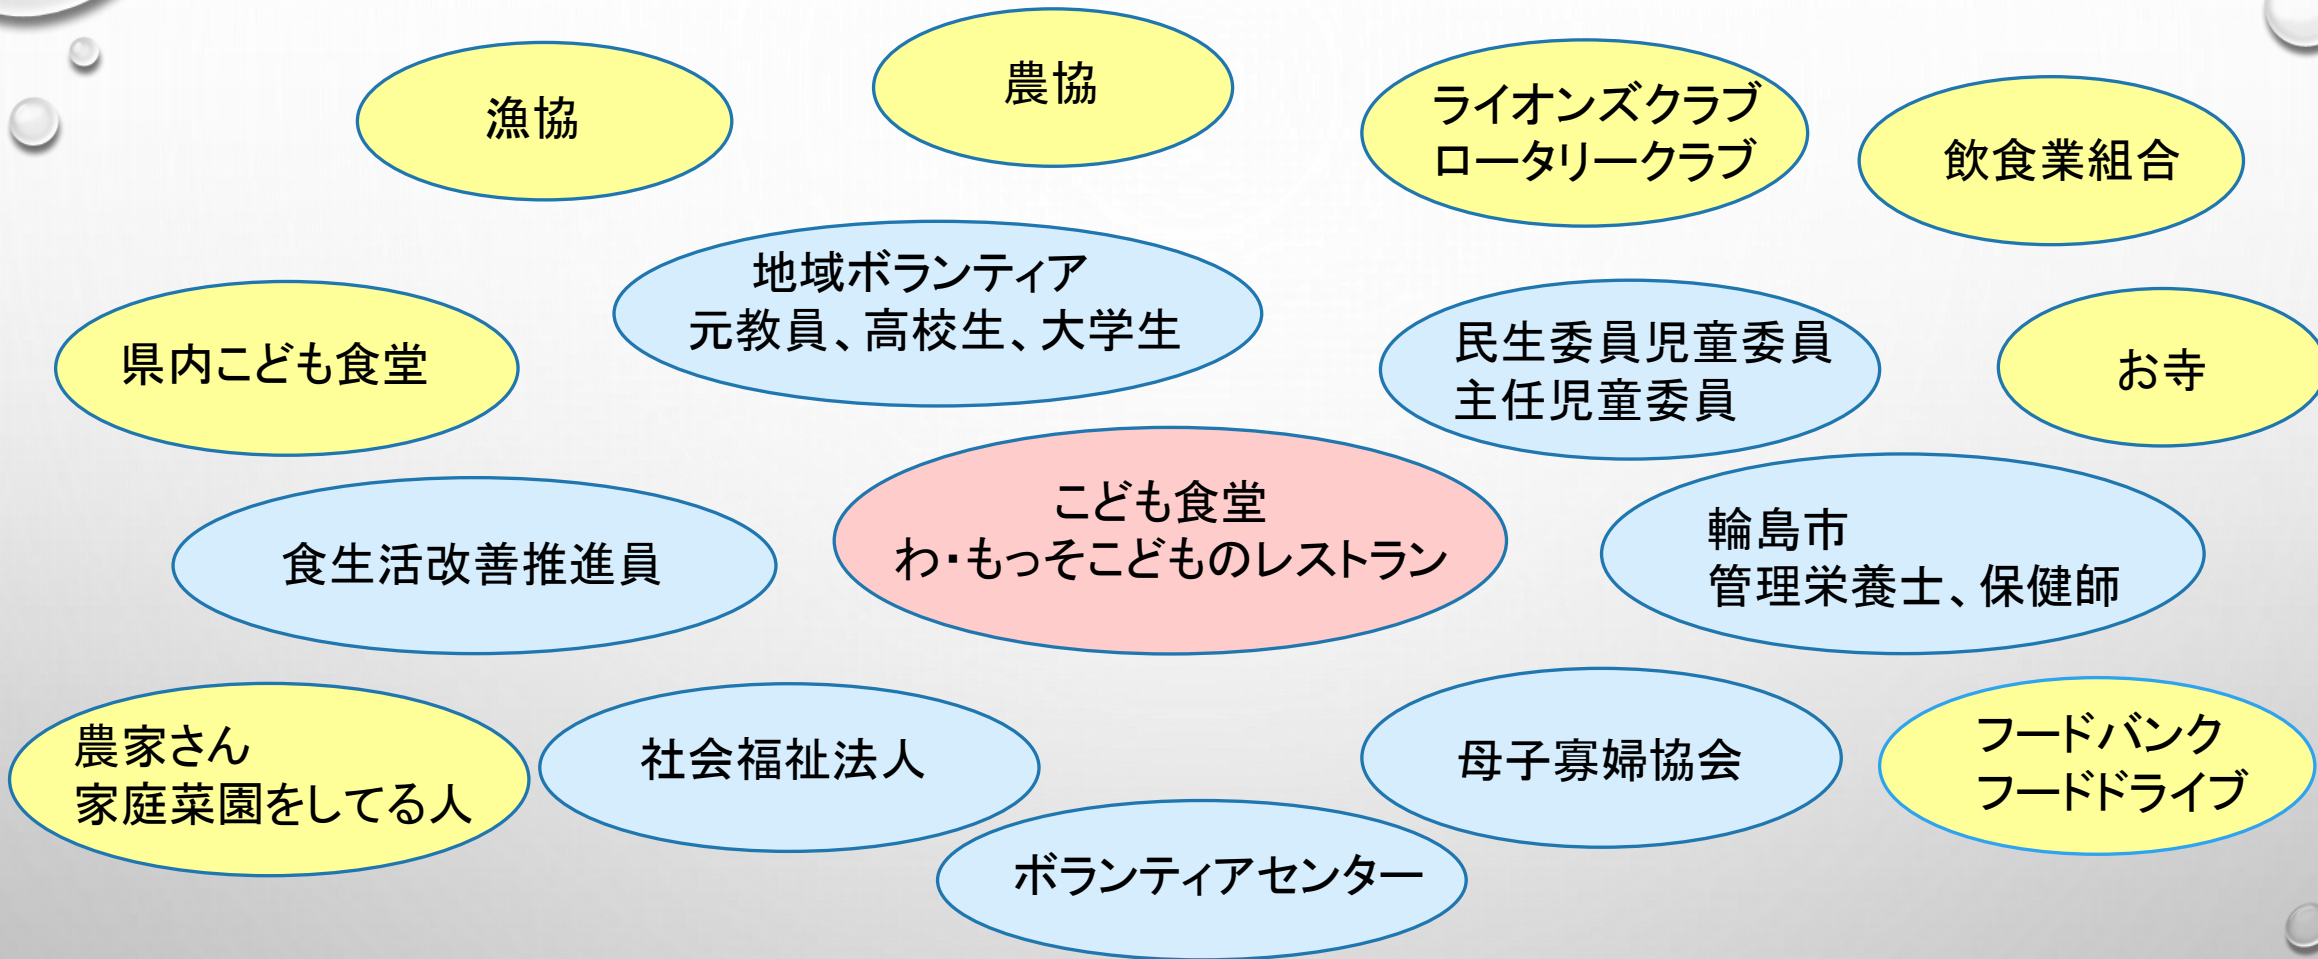 漁協
農協
ライオンズクラブ
ロータリークラブ
飲食業組合
地域ボランティア
元教員、高校生、大学生
県内こども食堂
民生委員児童委員
主任児童委員
お寺
こども食堂
わ・もっそこどものレストラン
食生活改善推進員
輪島市
管理栄養士、保健師
農家さん
家庭菜園をしてる人
社会福祉法人
母子寡婦協会
フードバンク
フードドライブ
ボランティアセンター